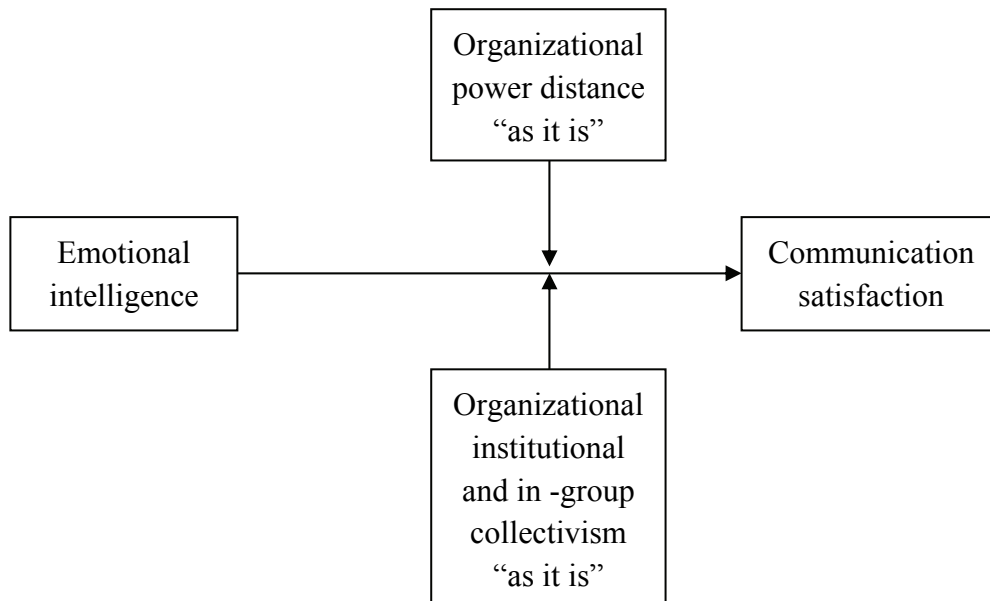 Organizational
power distance
“as it is”
Emotional
intelligence
Communication
satisfaction
Organizational
institutional
and in -group
collectivism
“as it is”